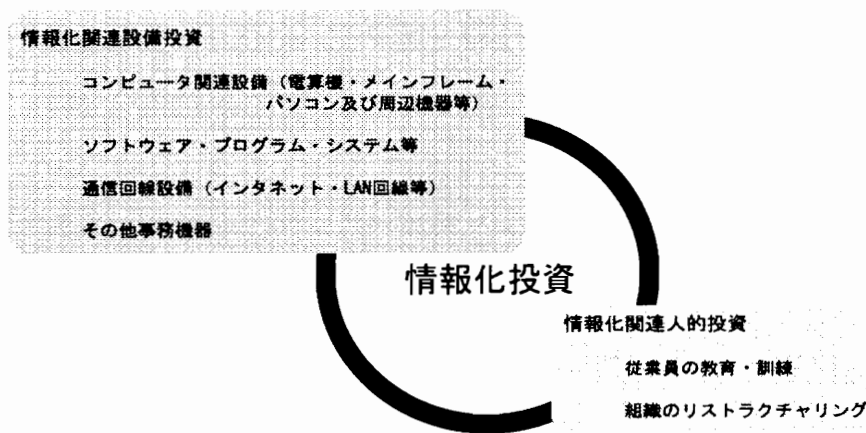 情報化関連設備投資
コンピュータ関連設備（電算機・メインフレーム・
パソコン及び周辺機器等）
ソフトウェア・プログラム・システム等
通信回線設備（インタネット・LAN回線等）
その他事務機器
情報化投資
情報化関連人的投資
従業員の教育・訓練
組織のリストラクチャリング